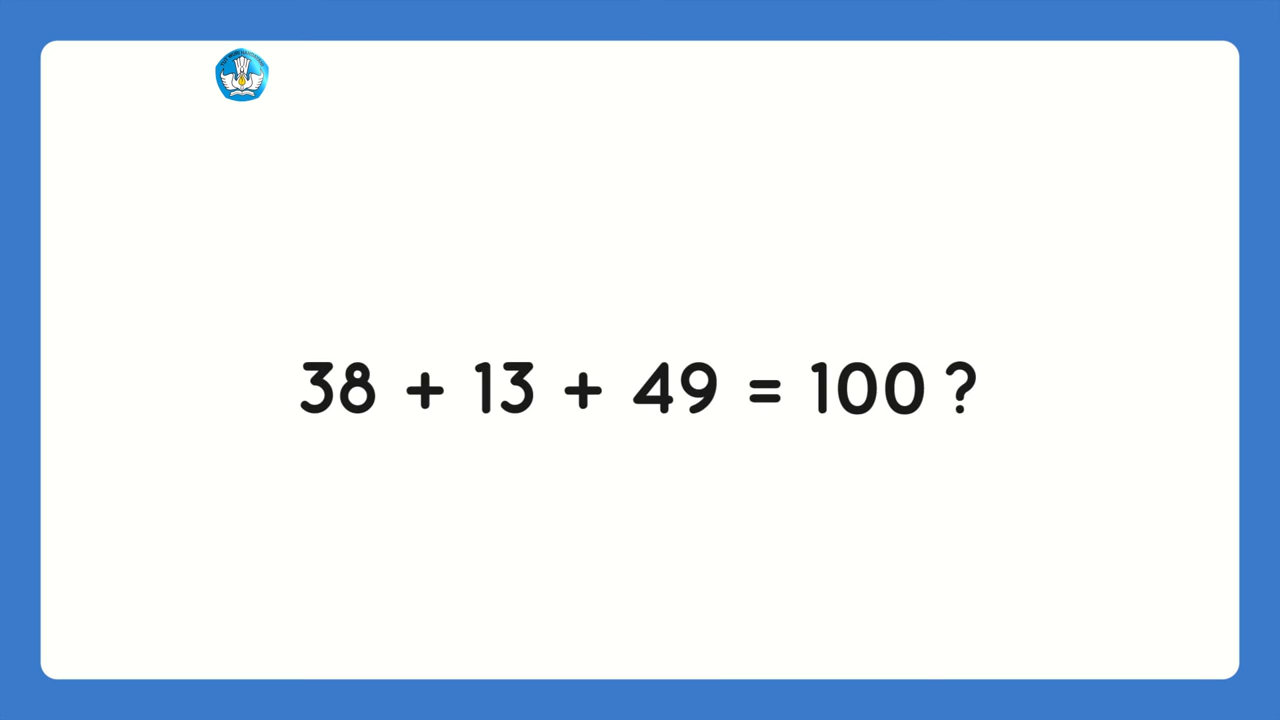 38 + 13 + 49 = 100 ?